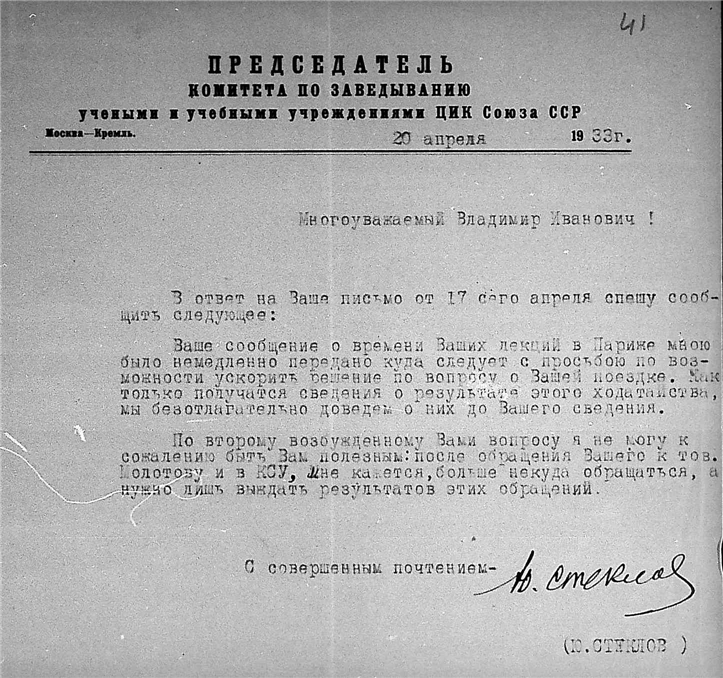 41
ПРЕДСЕДАТЕЛЬ
КОМИТЕТА ПО ЗАВЕДЫВАНИЮ
учеными и учебными учреждениями ЦИК Союза ССР
Москва—Кремль.
20 апреля 1933г.
Многоуважаемый Владимир Иванович !
В ответ на Ваше письмо от 17 сего апреля спешу сооб-
щить следующее:
Ваше сообщение о времени Ваших лекций в Париже мною
было немедленно передано куда следует с просьбою по воз-
можности ускорить решение по вопросу о Вашей поездке. Как
только получатся сведения о результате этого ходатайства,
мы безотлагательно доведем о них до Вашего сведения.
По второму возбужденному Вами вопросу я не могу к
сожалению быть Вам полезным: после обращения Вашего к тов.
Молотову и в КСУ, мне кажется, больше некуда обращаться, а
нужно лишь выждать результатов этих обращений.
С совершенным почтением-
Ю. Стеклов
(Ю.СТЕКЛОВ )